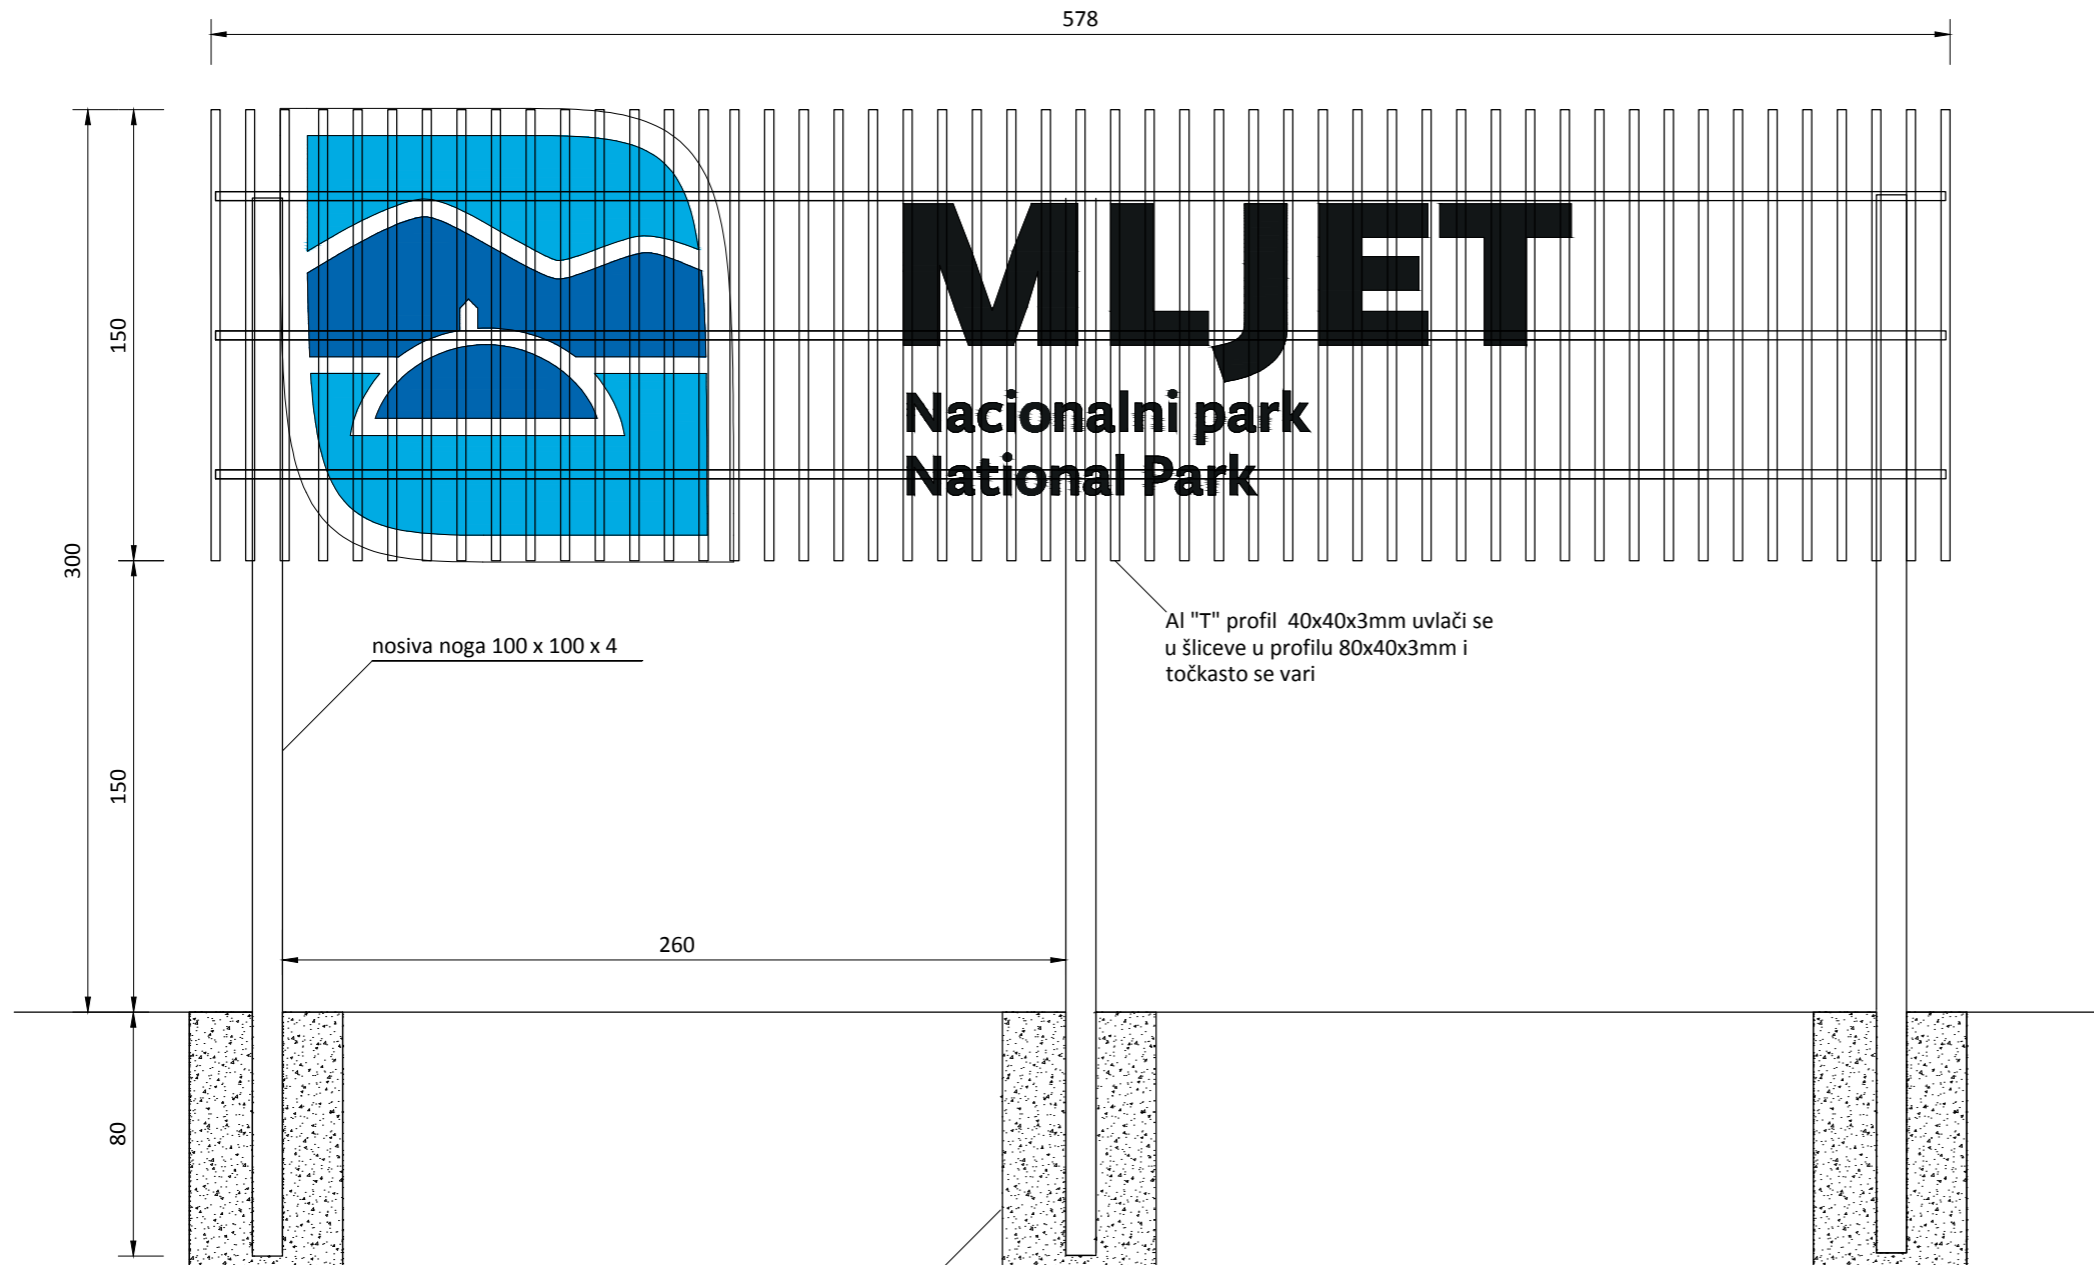 578
MLJET
Nacionalni park
National Park
150
300
Al "T" profil 40x40x3mm uvlači se
u šliceve u profilu 80x40x3mm i
točkasto se vari
nosiva noga 100 x 100 x 4
150
260
80